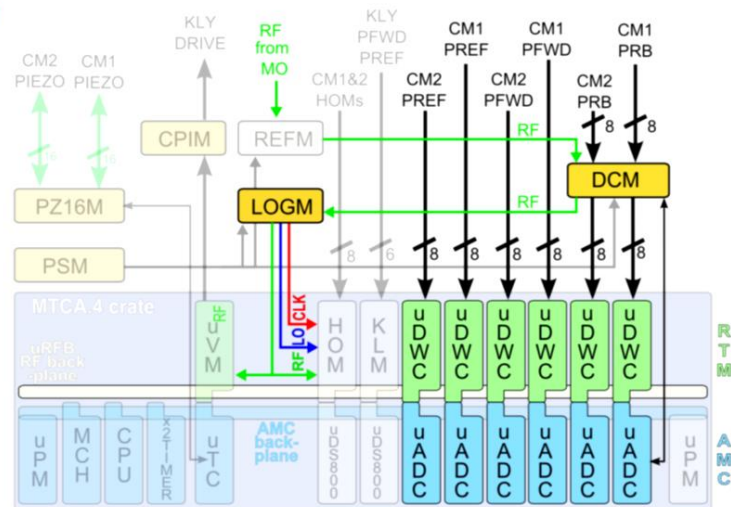 KLY
DRIVE
RF
from
MO
KLY
PFWD
PREF
CM1
PREF
CM1
PFWD
CM1
PRB
CM2
PIEZO
CM1
PIEZO
CM1&2
HOMs
CM2
PREF
CM2
PFWD
CM2
PRB
8
8
CPIM
REFM
RF
16
16
DCM
PZ16M
LOGM
RF
8
6
8
8
8
8
8
8
PSM
MTCA.4 crate
uRFB:
RF back
-plane
uVM
RF
RF
LO
CLK
HOM
KLM
uDWC
uDWC
uDWC
uDWC
uDWC
uDWC
RTM
uPM
MCH
CPU
x2TIMER
uTC
AMC
back-
plane
uDS800
uDS800
uADC
uADC
uADC
uADC
uADC
uADC
uPM
AMC